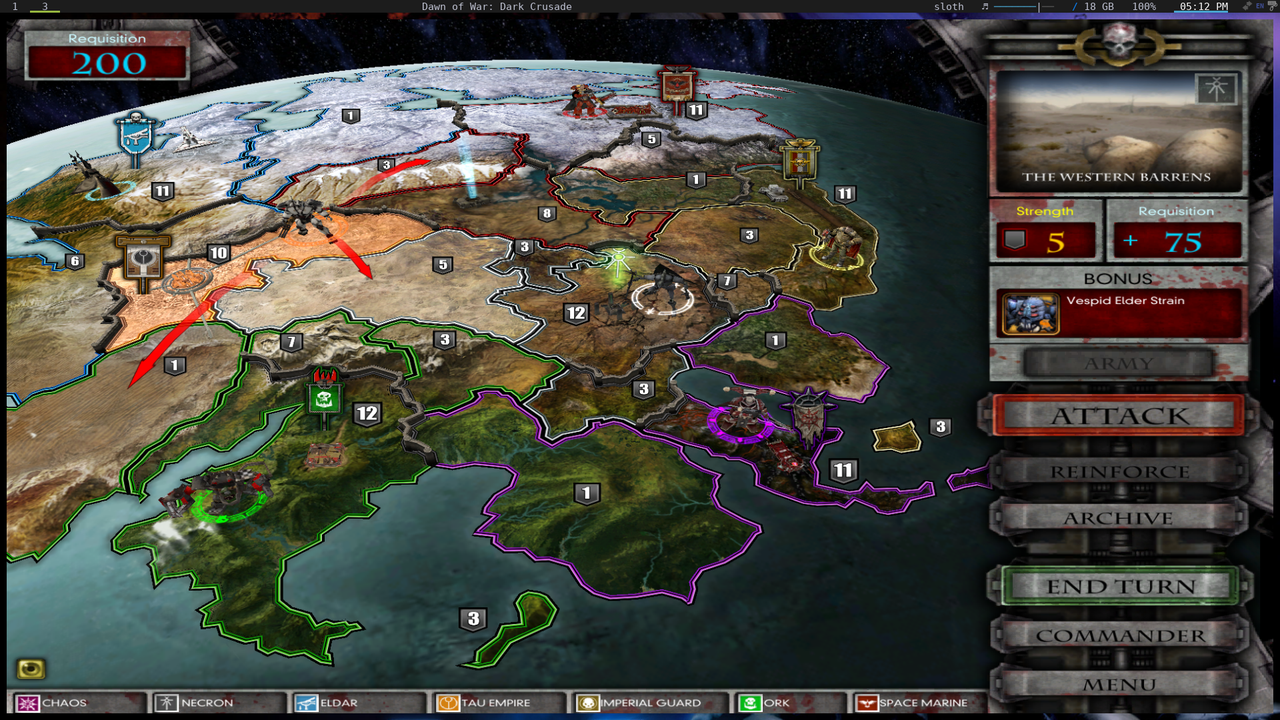 1 3 Dawn of War: Dark Crusade sloth / 18 GB 100% 05:12 PM
Requisition
200
1
11
5
3
11
1
11
11
8
10
3
3
6
5
7
12
1
7
3
1
3
12
3
11
1
3
THE WESTERN BARRENS
Strength
5
Requisition
+ 75
BONUS
Vespid Elder Strain
ARMY
ATTACK
REINFORCE
ARCHIVE
END TURN
COMMANDER
MENU
CHAOS NECRON ELDAR TAU EMPIRE IMPERIAL GUARD ORK SPACE MARINE